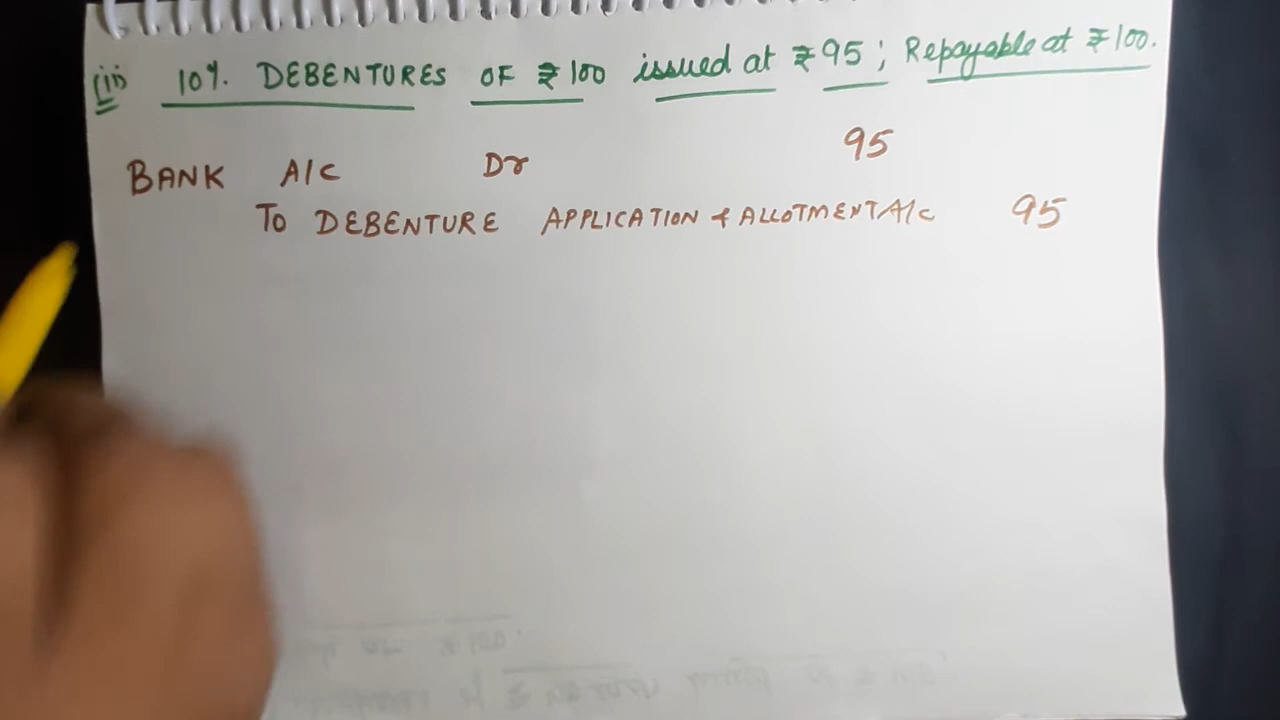 (ii) 10%. DEBENTURES OF ₹100 issued at ₹95; Repayable at ₹100.
BANK A/C Dr 95
To DEBENTURE APPLICATION & ALLOTMENT A/c 95